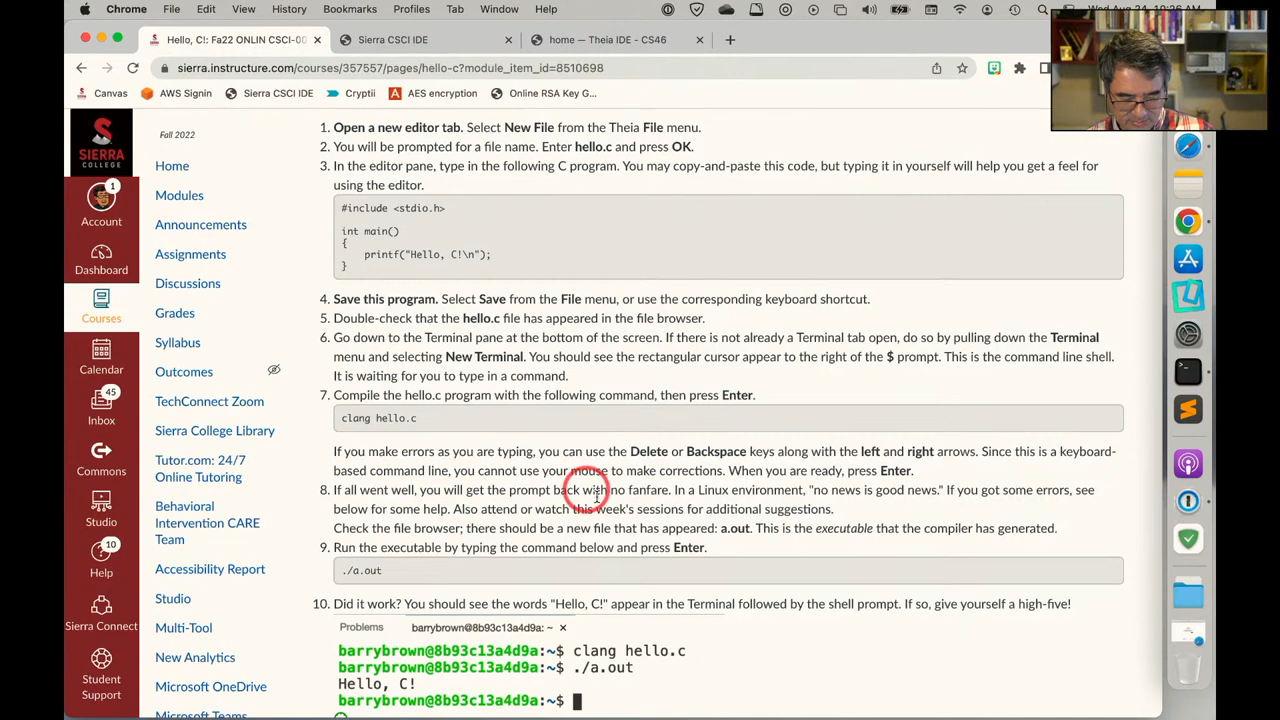 Chrome File Edit View History Bookmarks Profiles Tab Window Help
Hello, C!: Fa22 ONLIN CSCI-00
Sierra CSCI IDE
home — Theia IDE - CS46
sierra.instructure.com/courses/357557/pages/hello-c?module_item_id=8510698
Canvas AWS Signin Sierra CSCI IDE Cryptii AES encryption Online RSA Key G...
SIERRA COLLEGE
1
Account
Dashboard
Courses
Calendar
45
Inbox
Commons
Studio
10
Help
Sierra Connect
Student
Support
Fall 2022
Home
Modules
Announcements
Assignments
Discussions
Grades
Syllabus
Outcomes
TechConnect Zoom
Sierra College Library
Tutor.com: 24/7
Online Tutoring
Behavioral
Intervention CARE
Team
Accessibility Report
Studio
Multi-Tool
New Analytics
Microsoft OneDrive
Microsoft Teams
1. Open a new editor tab. Select New File from the Theia File menu.
2. You will be prompted for a file name. Enter hello.c and press OK.
3. In the editor pane, type in the following C program. You may copy-and-paste this code, but typing it in yourself will help you get a feel for
using the editor.
#include <stdio.h>
int main()
{
printf("Hello, C!\n");
}
4. Save this program. Select Save from the File menu, or use the corresponding keyboard shortcut.
5. Double-check that the hello.c file has appeared in the file browser.
6. Go down to the Terminal pane at the bottom of the screen. If there is not already a Terminal tab open, do so by pulling down the Terminal
menu and selecting New Terminal. You should see the rectangular cursor appear to the right of the $ prompt. This is the command line shell.
It is waiting for you to type in a command.
7. Compile the hello.c program with the following command, then press Enter.
clang hello.c
If you make errors as you are typing, you can use the Delete or Backspace keys along with the left and right arrows. Since this is a keyboard-
based command line, you cannot use your mouse to make corrections. When you are ready, press Enter.
8. If all went well, you will get the prompt back with no fanfare. In a Linux environment, "no news is good news." If you got some errors, see
below for some help. Also attend or watch this week's sessions for additional suggestions.
Check the file browser; there should be a new file that has appeared: a.out. This is the executable that the compiler has generated.
9. Run the executable by typing the command below and press Enter.
./a.out
10. Did it work? You should see the words "Hello, C!" appear in the Terminal followed by the shell prompt. If so, give yourself a high-five!
Problems barrybrown@8b93c13a4d9a: ~
barrybrown@8b93c13a4d9a:~$ clang hello.c
barrybrown@8b93c13a4d9a:~$ ./a.out
Hello, C!
barrybrown@8b93c13a4d9a:~$